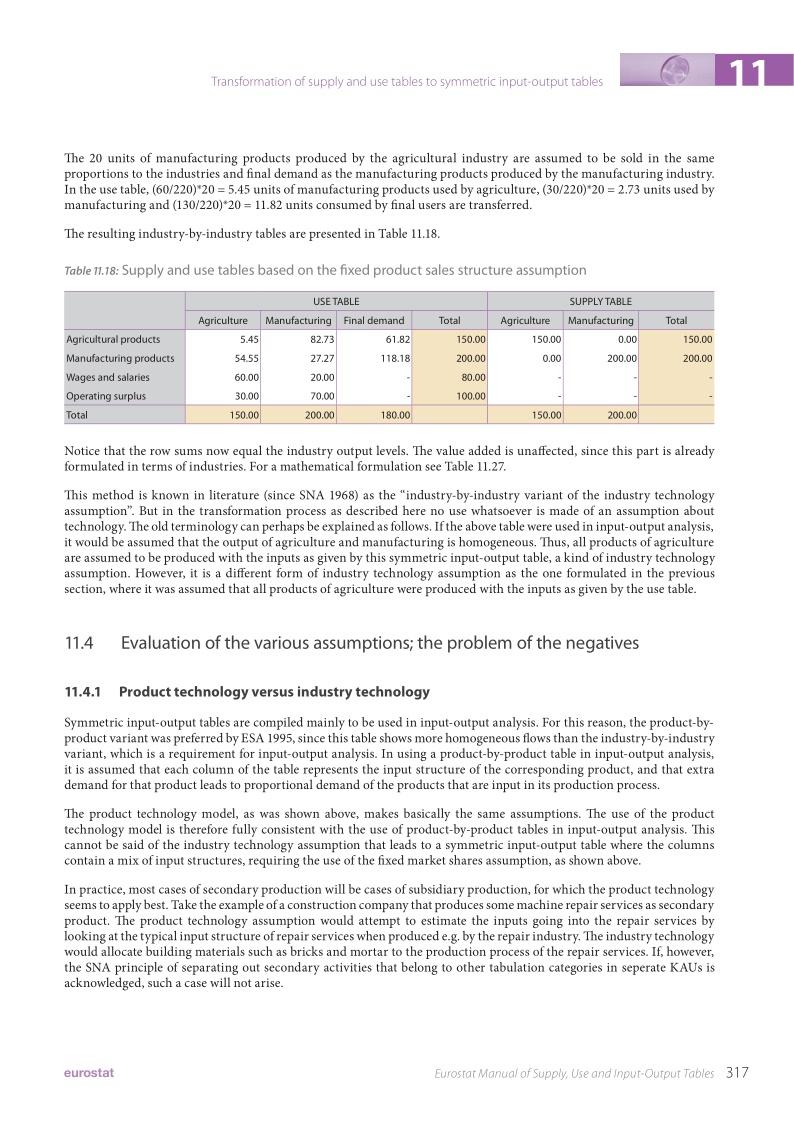 Transformation of supply and use tables to symmetric input-output tables 11
The 20 units of manufacturing products produced by the agricultural industry are assumed to be sold in the same
proportions to the industries and final demand as the manufacturing products produced by the manufacturing industry.
In the use table, (60/220)*20 = 5.45 units of manufacturing products used by agriculture, (30/220)*20 = 2.73 units used by
manufacturing and (130/220)*20 = 11.82 units consumed by final users are transferred.
The resulting industry-by-industry tables are presented in Table 11.18.
Table 11.18: Supply and use tables based on the fixed product sales structure assumption
USE TABLE SUPPLY TABLE
Agriculture Manufacturing Final demand Total Agriculture Manufacturing Total
Agricultural products 5.45 82.73 61.82 150.00 150.00 0.00 150.00
Manufacturing products 54.55 27.27 118.18 200.00 0.00 200.00 200.00
Wages and salaries 60.00 20.00 - 80.00 - - -
Operating surplus 30.00 70.00 - 100.00 - - -
Total 150.00 200.00 180.00 150.00 200.00
Notice that the row sums now equal the industry output levels. The value added is unaffected, since this part is already
formulated in terms of industries. For a mathematical formulation see Table 11.27.
This method is known in literature (since SNA 1968) as the “industry-by-industry variant of the industry technology
assumption”. But in the transformation process as described here no use whatsoever is made of an assumption about
technology. The old terminology can perhaps be explained as follows. If the above table were used in input-output analysis,
it would be assumed that the output of agriculture and manufacturing is homogeneous. Thus, all products of agriculture
are assumed to be produced with the inputs as given by this symmetric input-output table, a kind of industry technology
assumption. However, it is a different form of industry technology assumption as the one formulated in the previous
section, where it was assumed that all products of agriculture were produced with the inputs as given by the use table.
11.4 Evaluation of the various assumptions; the problem of the negatives
11.4.1 Product technology versus industry technology
Symmetric input-output tables are compiled mainly to be used in input-output analysis. For this reason, the product-by-
product variant was preferred by ESA 1995, since this table shows more homogeneous flows than the industry-by-industry
variant, which is a requirement for input-output analysis. In using a product-by-product table in input-output analysis,
it is assumed that each column of the table represents the input structure of the corresponding product, and that extra
demand for that product leads to proportional demand of the products that are input in its production process.
The product technology model, as was shown above, makes basically the same assumptions. The use of the product
technology model is therefore fully consistent with the use of product-by-product tables in input-output analysis. This
cannot be said of the industry technology assumption that leads to a symmetric input-output table where the columns
contain a mix of input structures, requiring the use of the fixed market shares assumption, as shown above.
In practice, most cases of secondary production will be cases of subsidiary production, for which the product technology
seems to apply best. Take the example of a construction company that produces some machine repair services as secondary
product. The product technology assumption would attempt to estimate the inputs going into the repair services by
looking at the typical input structure of repair services when produced e.g. by the repair industry. The industry technology
would allocate building materials such as bricks and mortar to the production process of the repair services. If, however,
the SNA principle of separating out secondary activities that belong to other tabulation categories in seperate KAUs is
acknowledged, such a case will not arise.
eurostat Eurostat Manual of Supply, Use and Input-Output Tables 317